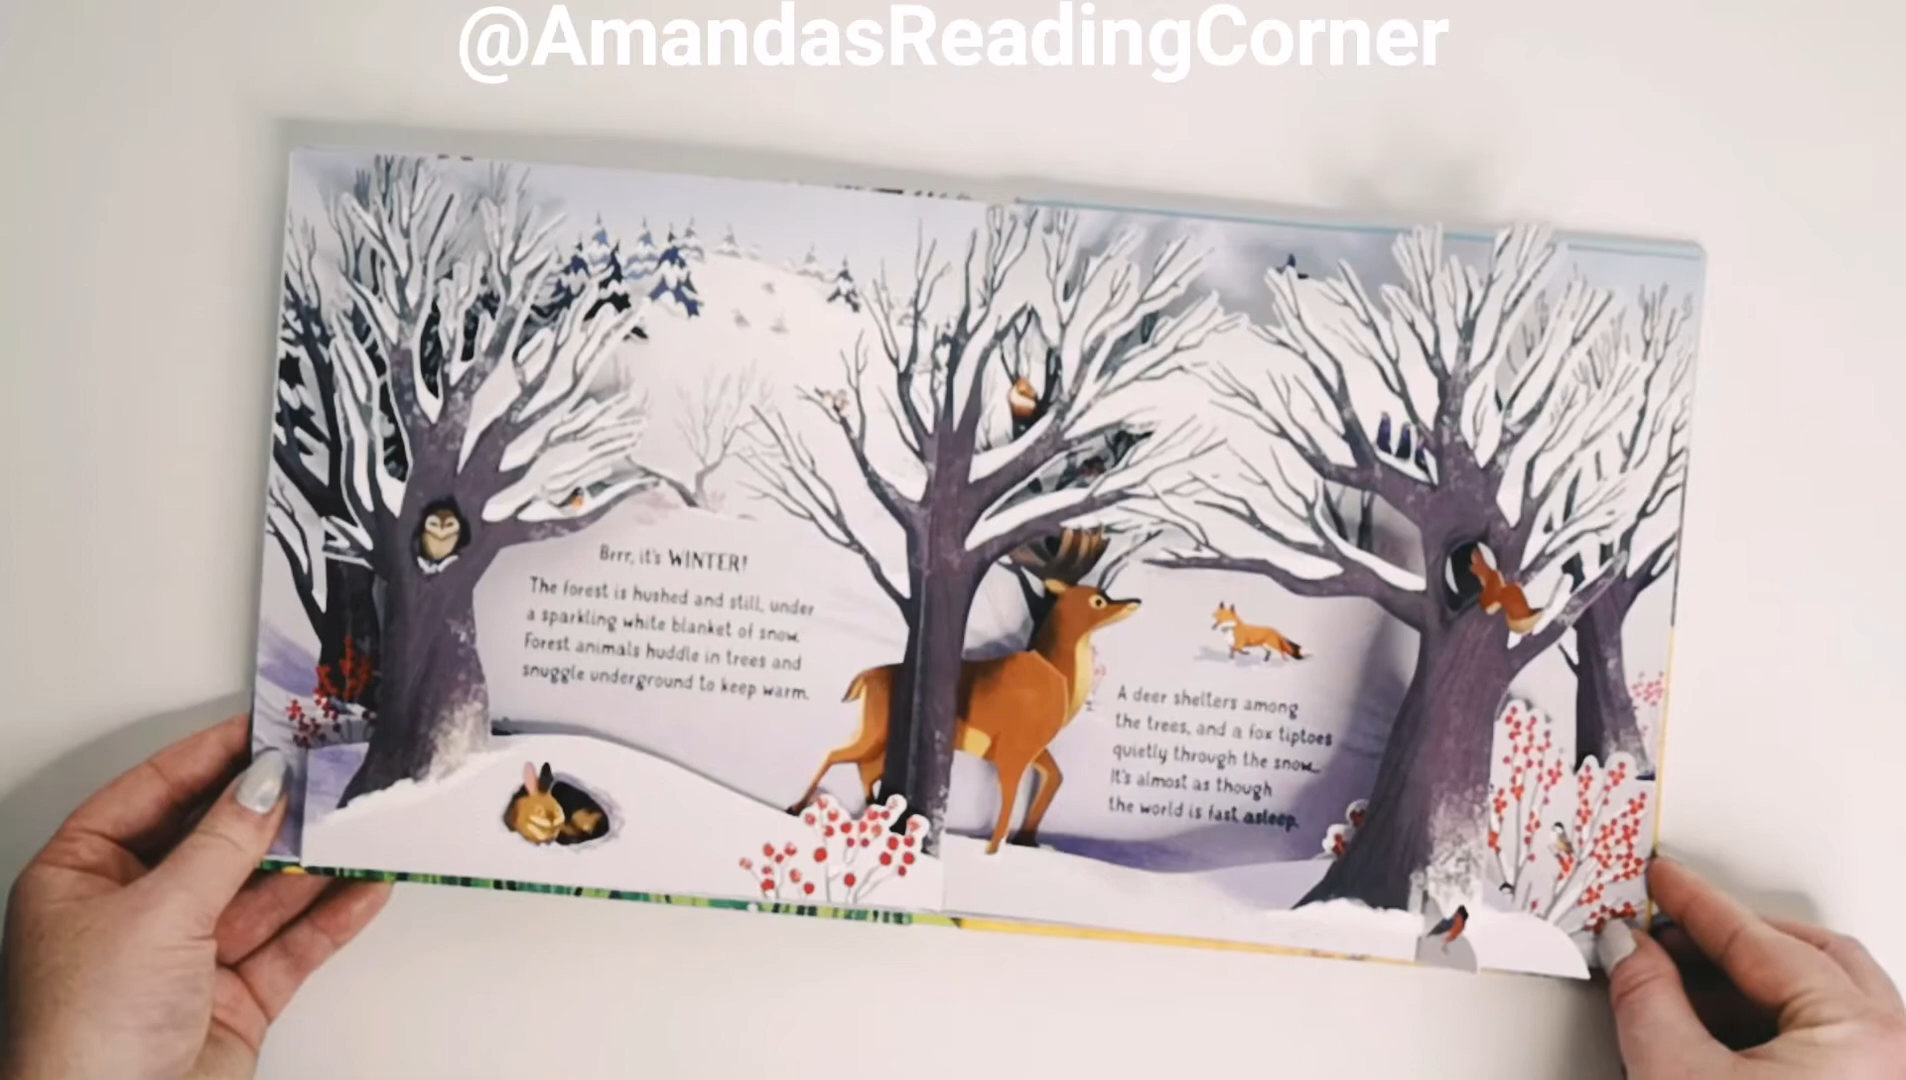 @AmandasReadingCorner
Brrr, it's WINTER!
The forest is hushed and still, under
a sparkling white blanket of snow.
Forest animals huddle in trees and
snuggle underground to keep warm.
A deer shelters among
the trees, and a fox tiptoes
quietly through the snow.
It's almost as though
the world is fast asleep.